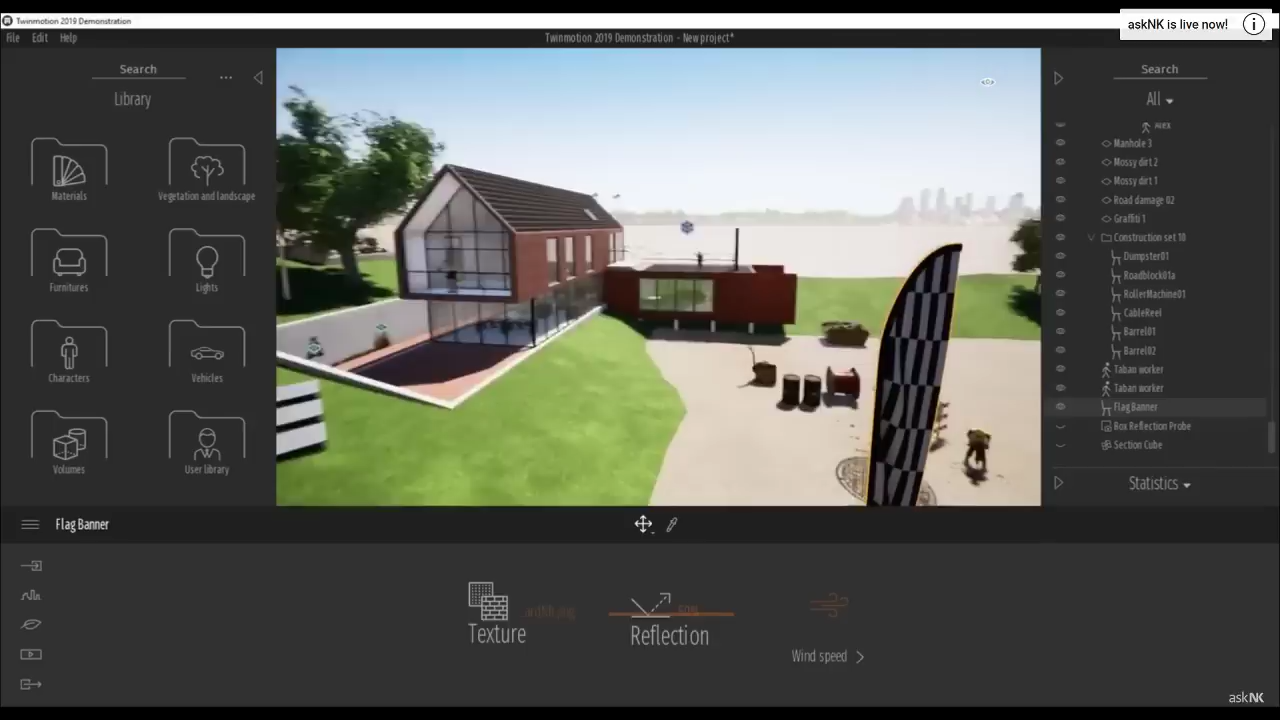 Twinmotion 2019 Demonstration
askNK is live now!
File Edit Help
Twinmotion 2019 Demonstration - New project*
Search
Library
Materials
Vegetation and landscape
Furnitures
Lights
Characters
Vehicles
Volumes
User library
Search
All
Alex
Manhole 3
Mossy dirt 2
Mossy dirt 1
Road damage 02
Graffiti 1
Construction set 10
Dumpster01
Roadblock01a
RollerMachine01
CableReel
Barrel01
Barrel02
Taban worker
Taban worker
Flag Banner
Box Reflection Probe
Section Cube
Statistics
Flag Banner
Texture
Reflection
Wind speed
askNK